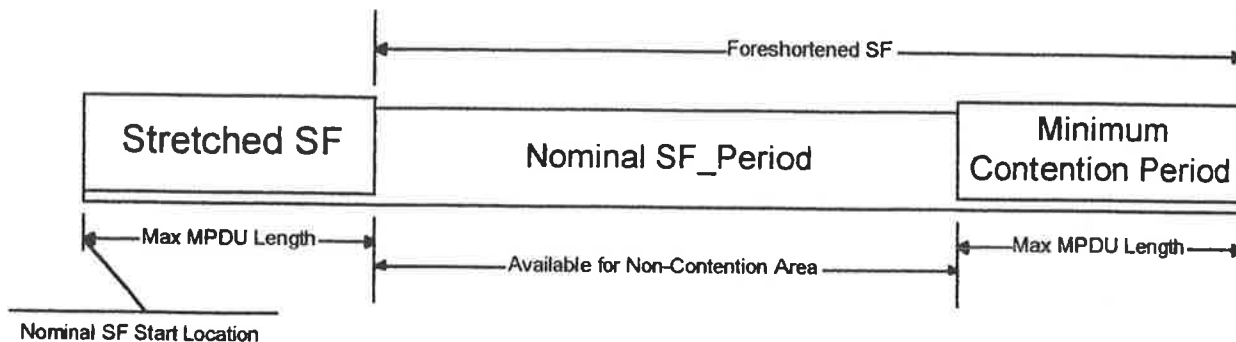 Foreshortened SF
Stretched SF
Nominal SF_Period
Minimum
Contention Period
Max MPDU Length
Available for Non-Contention Area
Max MPDU Length
Nominal SF Start Location